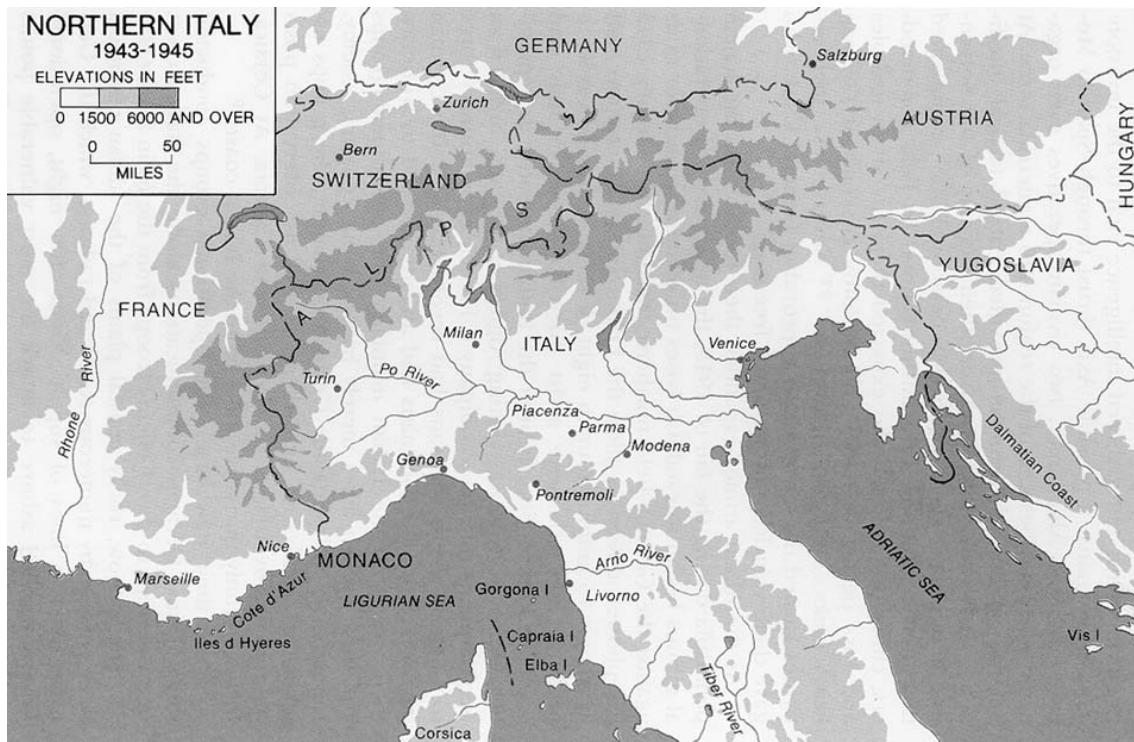 NORTHERN ITALY
1943-1945
ELEVATIONS IN FEET
0 1500 6000 AND OVER
0 50
MILES
GERMANY
Salzburg
Zurich
AUSTRIA
HUNGARY
Bern
SWITZERLAND
A L P S
YUGOSLAVIA
FRANCE
Milan
ITALY
Venice
Turin
Po River
Rhone River
Piacenza
Parma
Modena
Genoa
Pontremoli
Dalmatian Coast
Nice
MONACO
ADRIATIC SEA
Arno River
Marseille
Cote d'Azur
LIGURIAN SEA
Gorgona I
Livorno
Iles d Hyeres
Capraia I
Vis I
Elba I
Tiber River
Corsica